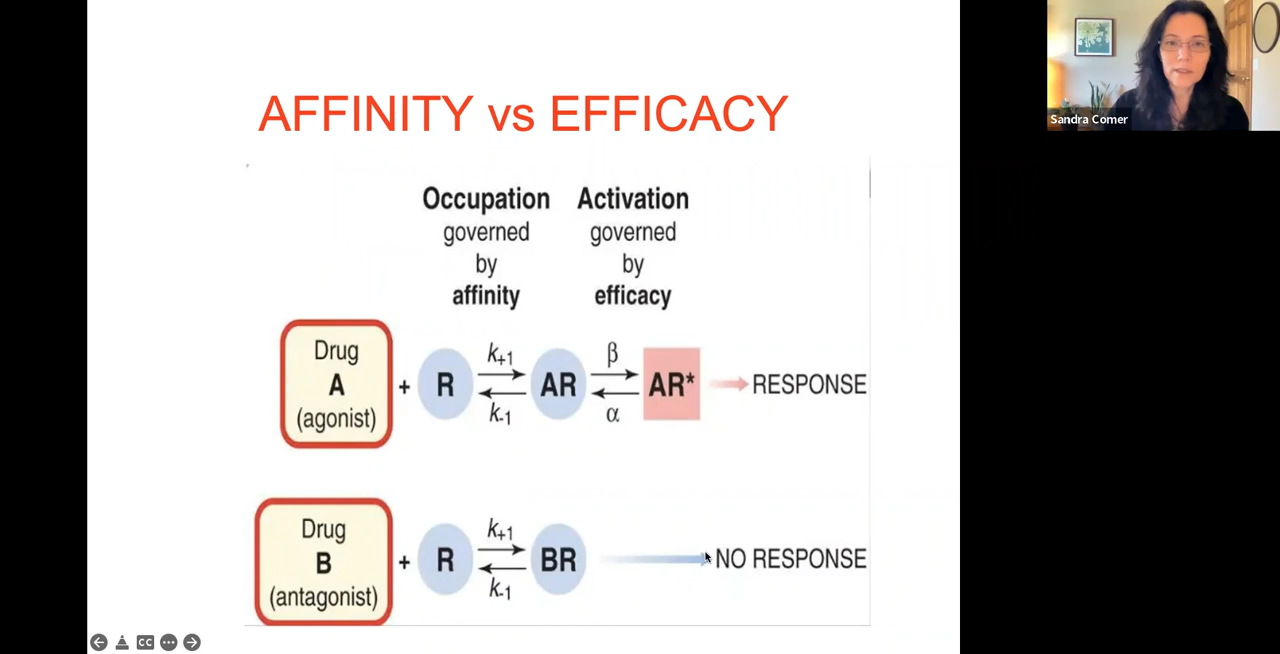 AFFINITY vs EFFICACY
Sandra Comer
Occupation
governed
by
affinity
Activation
governed
by
efficacy
Drug
A
(agonist)
+
R
k+1
k-1
AR
β
α
AR*
RESPONSE
Drug
B
(antagonist)
+
R
k+1
k-1
BR
NO RESPONSE
CC